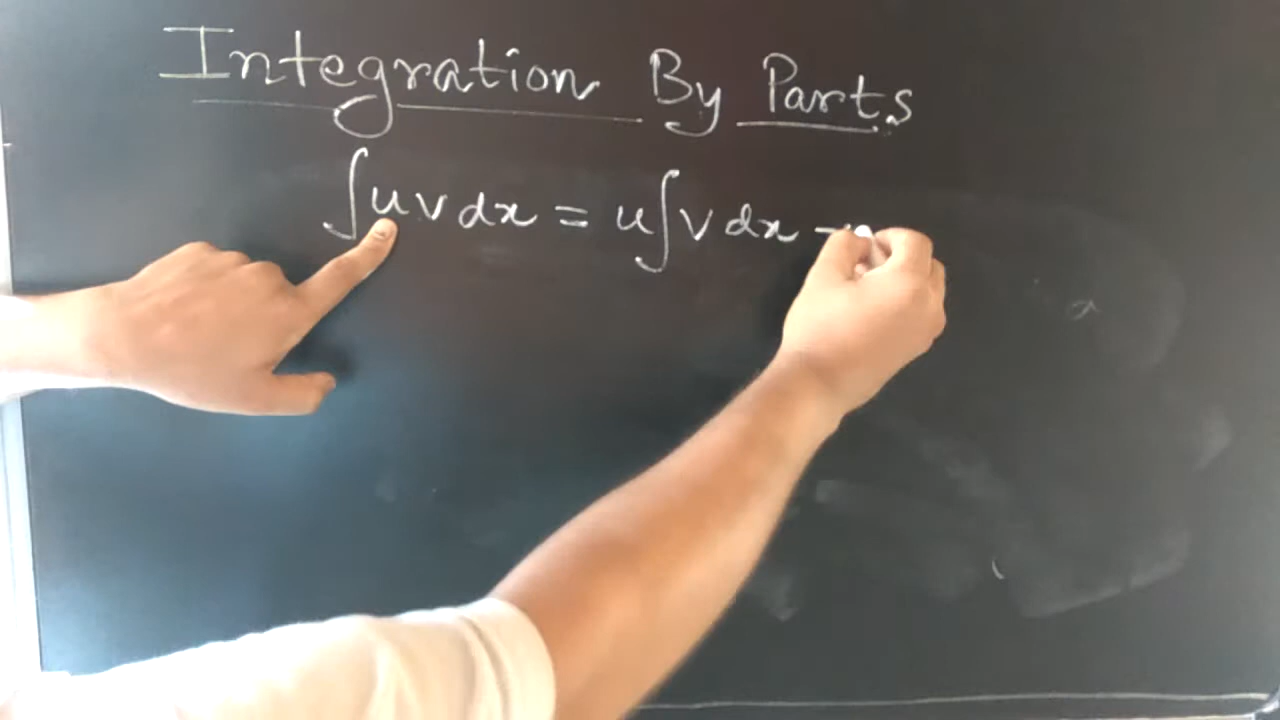 Integration By Parts
∫uv dx = u∫v dx -